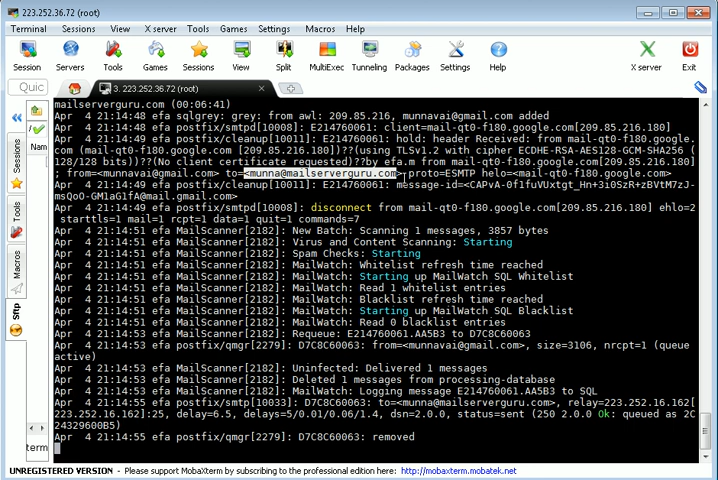 223.252.36.72 (root)
Terminal Sessions View X server Tools Games Settings Macros Help
Session Servers Tools Games Sessions View Split MultiExec Tunneling Packages Settings Help X server Exit
Quic
3. 223.252.36.72 (root)
Nam
Sessions
Tools
Macros
Sftp
term
mailserverguru.com (00:06:41)
Apr  4 21:14:48 efa sqlgrey: grey: from awl: 209.85.216, munnavai@gmail.com added
Apr  4 21:14:48 efa postfix/smtpd[10008]: E214760061: client=mail-qt0-f180.google.com[209.85.216.180]
Apr  4 21:14:49 efa postfix/cleanup[10011]: E214760061: hold: header Received: from mail-qt0-f180.google.
com (mail-qt0-f180.google.com [209.85.216.180])??(using TLSv1.2 with cipher ECDHE-RSA-AES128-GCM-SHA256 (
128/128 bits))??(No client certificate requested)??by efa.m from mail-qt0-f180.google.com[209.85.216.180]
; from=<munnavai@gmail.com> to=<munna@mailserverguru.com> proto=ESMTP helo=<mail-qt0-f180.google.com>
Apr  4 21:14:49 efa postfix/cleanup[10011]: E214760061: message-id=<CAPvA-0f1fuVUxtgt_Hn+3i0SzR+zBVtM7zJ-
msQoO-GM1aG1fA@mail.gmail.com>
Apr  4 21:14:49 efa postfix/smtpd[10008]: disconnect from mail-qt0-f180.google.com[209.85.216.180] ehlo=2
 starttls=1 mail=1 rcpt=1 data=1 quit=1 commands=7
Apr  4 21:14:51 efa MailScanner[2182]: New Batch: Scanning 1 messages, 3857 bytes
Apr  4 21:14:51 efa MailScanner[2182]: Virus and Content Scanning: Starting
Apr  4 21:14:51 efa MailScanner[2182]: Spam Checks: Starting
Apr  4 21:14:51 efa MailScanner[2182]: MailWatch: Whitelist refresh time reached
Apr  4 21:14:51 efa MailScanner[2182]: MailWatch: Starting up MailWatch SQL Whitelist
Apr  4 21:14:51 efa MailScanner[2182]: MailWatch: Read 1 whitelist entries
Apr  4 21:14:51 efa MailScanner[2182]: MailWatch: Blacklist refresh time reached
Apr  4 21:14:51 efa MailScanner[2182]: MailWatch: Starting up MailWatch SQL Blacklist
Apr  4 21:14:51 efa MailScanner[2182]: MailWatch: Read 0 blacklist entries
Apr  4 21:14:53 efa MailScanner[2182]: Requeue: E214760061.AA5B3 to D7C8C60063
Apr  4 21:14:53 efa postfix/qmgr[2279]: D7C8C60063: from=<munnavai@gmail.com>, size=3106, nrcpt=1 (queue
active)
Apr  4 21:14:53 efa MailScanner[2182]: Uninfected: Delivered 1 messages
Apr  4 21:14:53 efa MailScanner[2182]: Deleted 1 messages from processing-database
Apr  4 21:14:53 efa MailScanner[2182]: MailWatch: Logging message E214760061.AA5B3 to SQL
Apr  4 21:14:55 efa postfix/smtp[10033]: D7C8C60063: to=<munna@mailserverguru.com>, relay=223.252.16.162[
223.252.16.162]:25, delay=6.5, delays=5/0.01/0.06/1.4, dsn=2.0.0, status=sent (250 2.0.0 Ok: queued as 2C
24329600B5)
Apr  4 21:14:55 efa postfix/qmgr[2279]: D7C8C60063: removed
UNREGISTERED VERSION - Please support MobaXterm by subscribing to the professional edition here: http://mobaxterm.mobatek.net